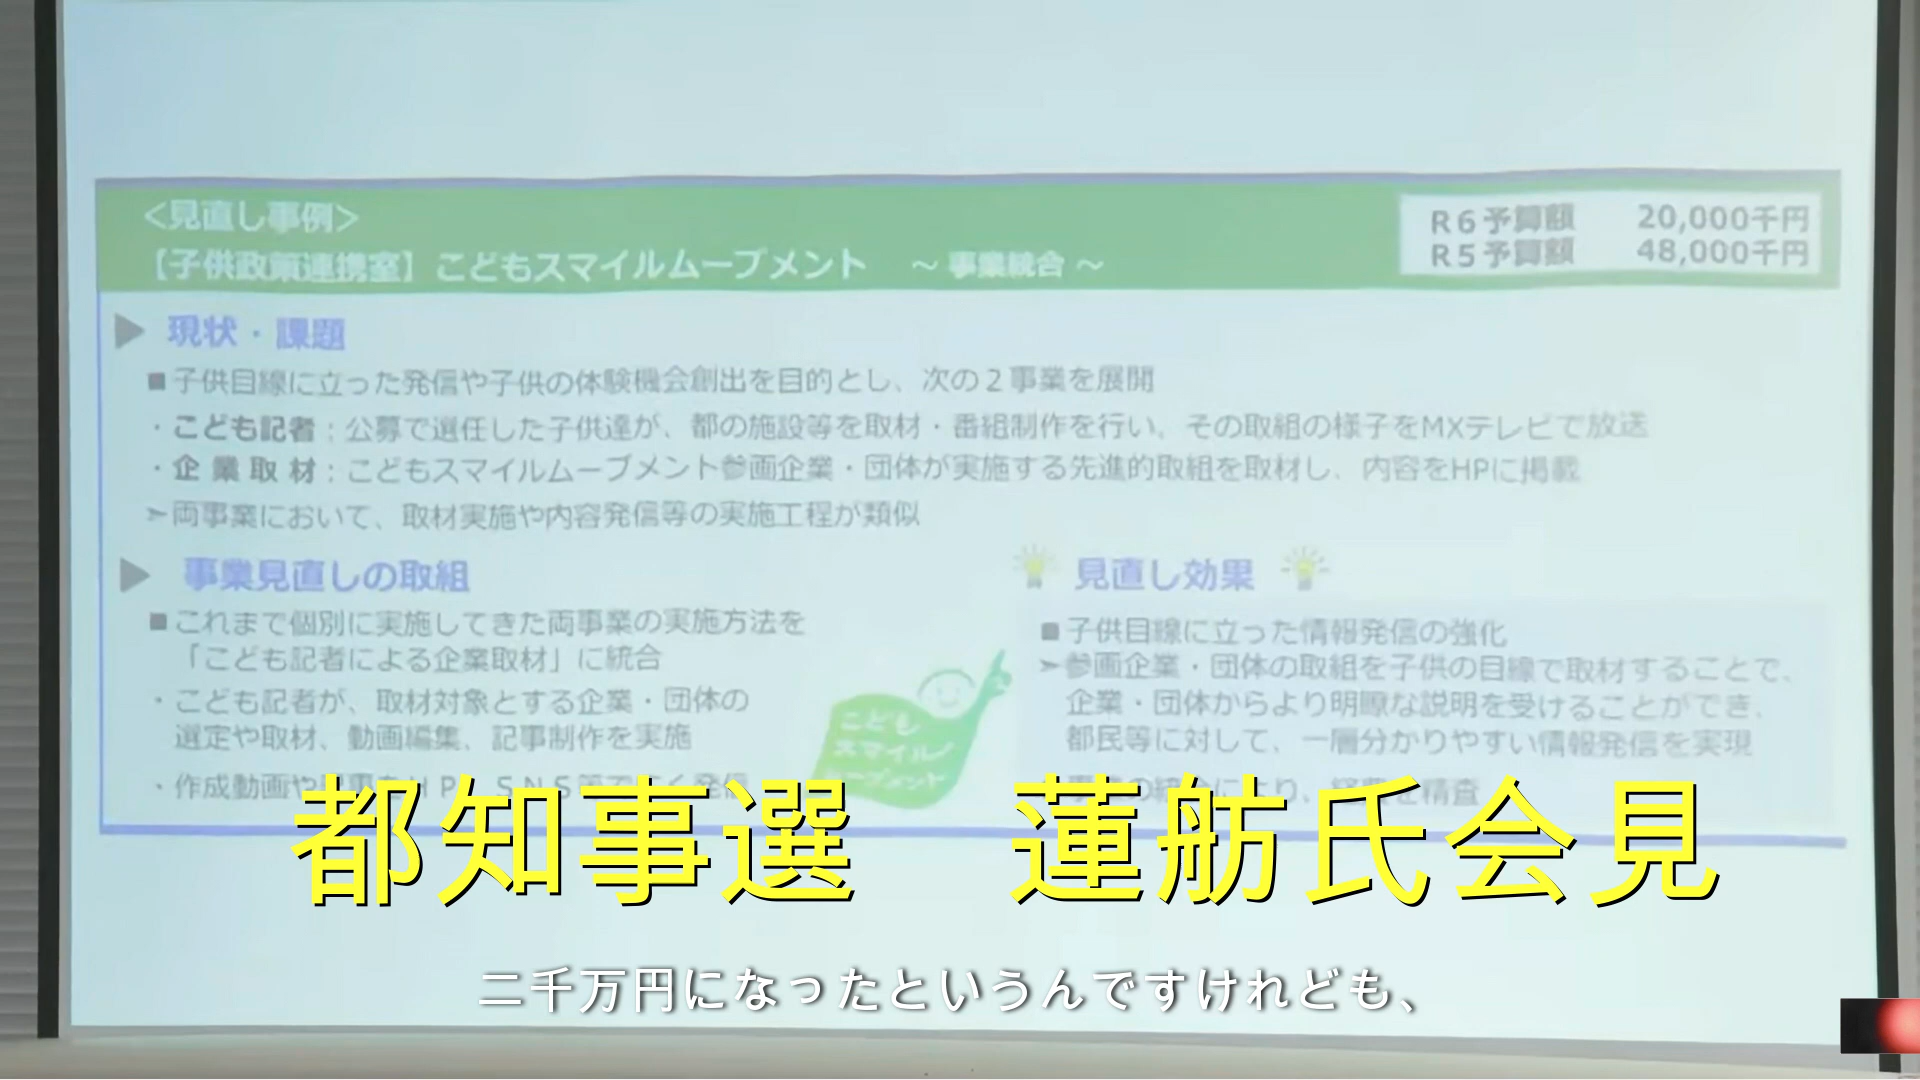 <見直し事例>
【子供政策連携室】こどもスマイルムーブメント ～ 事業統合 ～
R6予算額 20,000千円
R5予算額 48,000千円
現状・課題
■子供目線に立った発信や子供の体験機会創出を目的とし、次の2事業を展開
・こども記者：公募で選任した子供達が、都の施設等を取材・番組制作を行い、その取組の様子をMXテレビで放送
・企業取材：こどもスマイルムーブメント参画企業・団体が実施する先進的取組を取材し、内容をHPに掲載
➣両事業において、取材実施や内容発信等の実施工程が類似
事業見直しの取組
■これまで個別に実施してきた両事業の実施方法を
「こども記者による企業取材」に統合
・こども記者が、取材対象とする企業・団体の
選定や取材、動画編集、記事制作を実施
・作成動画や
こども
スマイル
ムーブメント
見直し効果
■子供目線に立った情報発信の強化
➣参画企業・団体の取組を子供の目線で取材することで、
企業・団体からより明瞭な説明を受けることができ、
都民等に対して、一層分かりやすい情報発信を実現
精査
都知事選 蓮舫氏会見
二千万円になったというんですけれども、